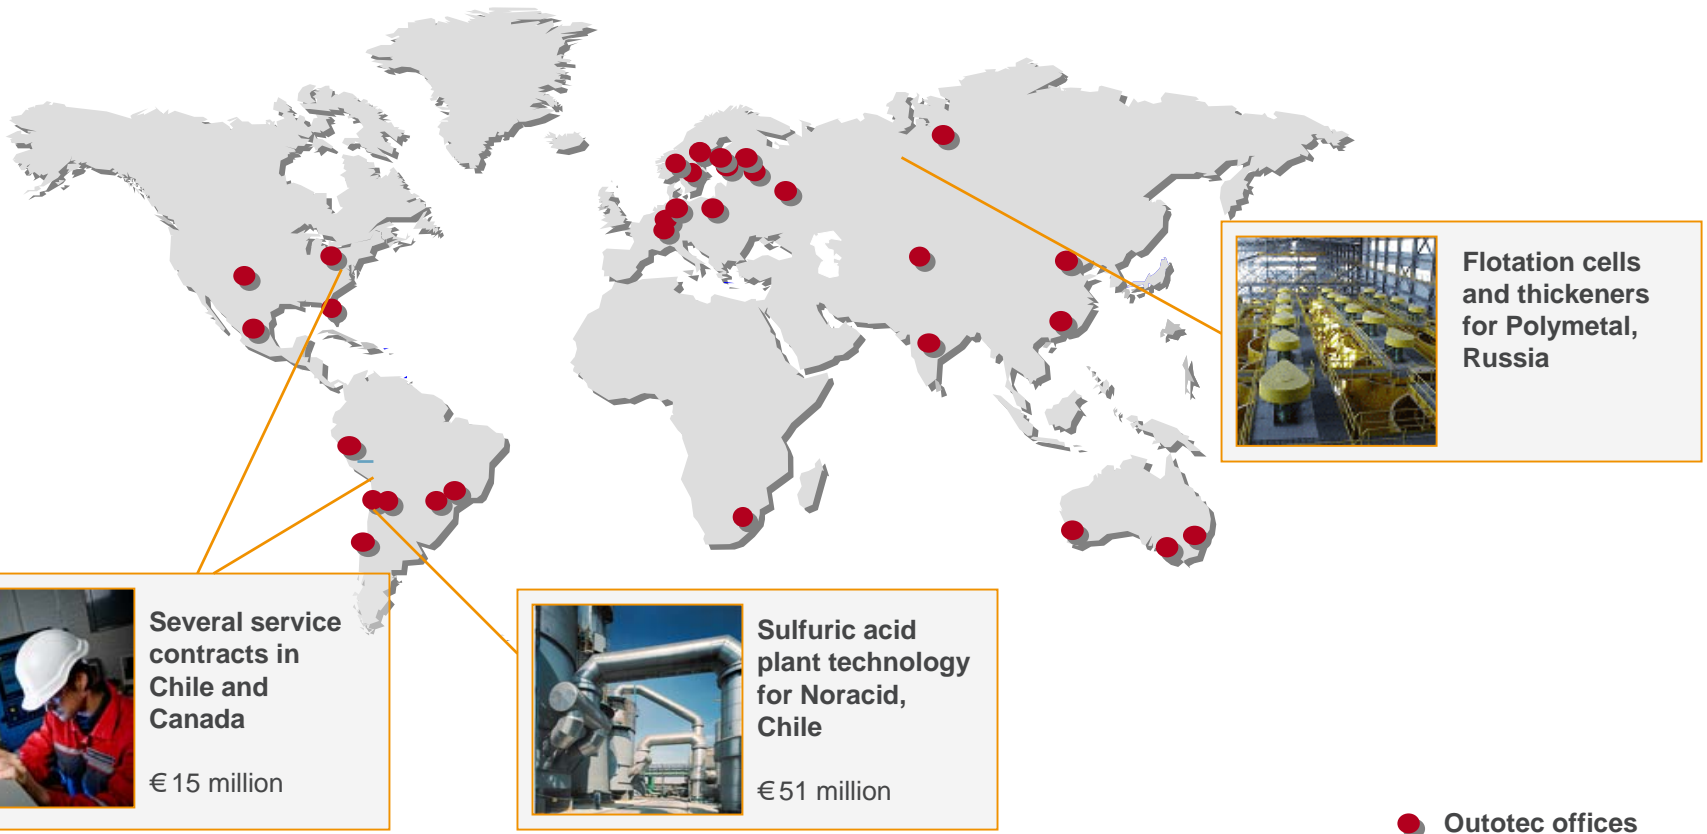 Flotation cells
and thickeners
for Polymetal,
Russia
Several service
contracts in
Chile and
Canada
€ 15 million
Sulfuric acid
plant technology
for Noracid,
Chile
€ 51 million
Outotec offices